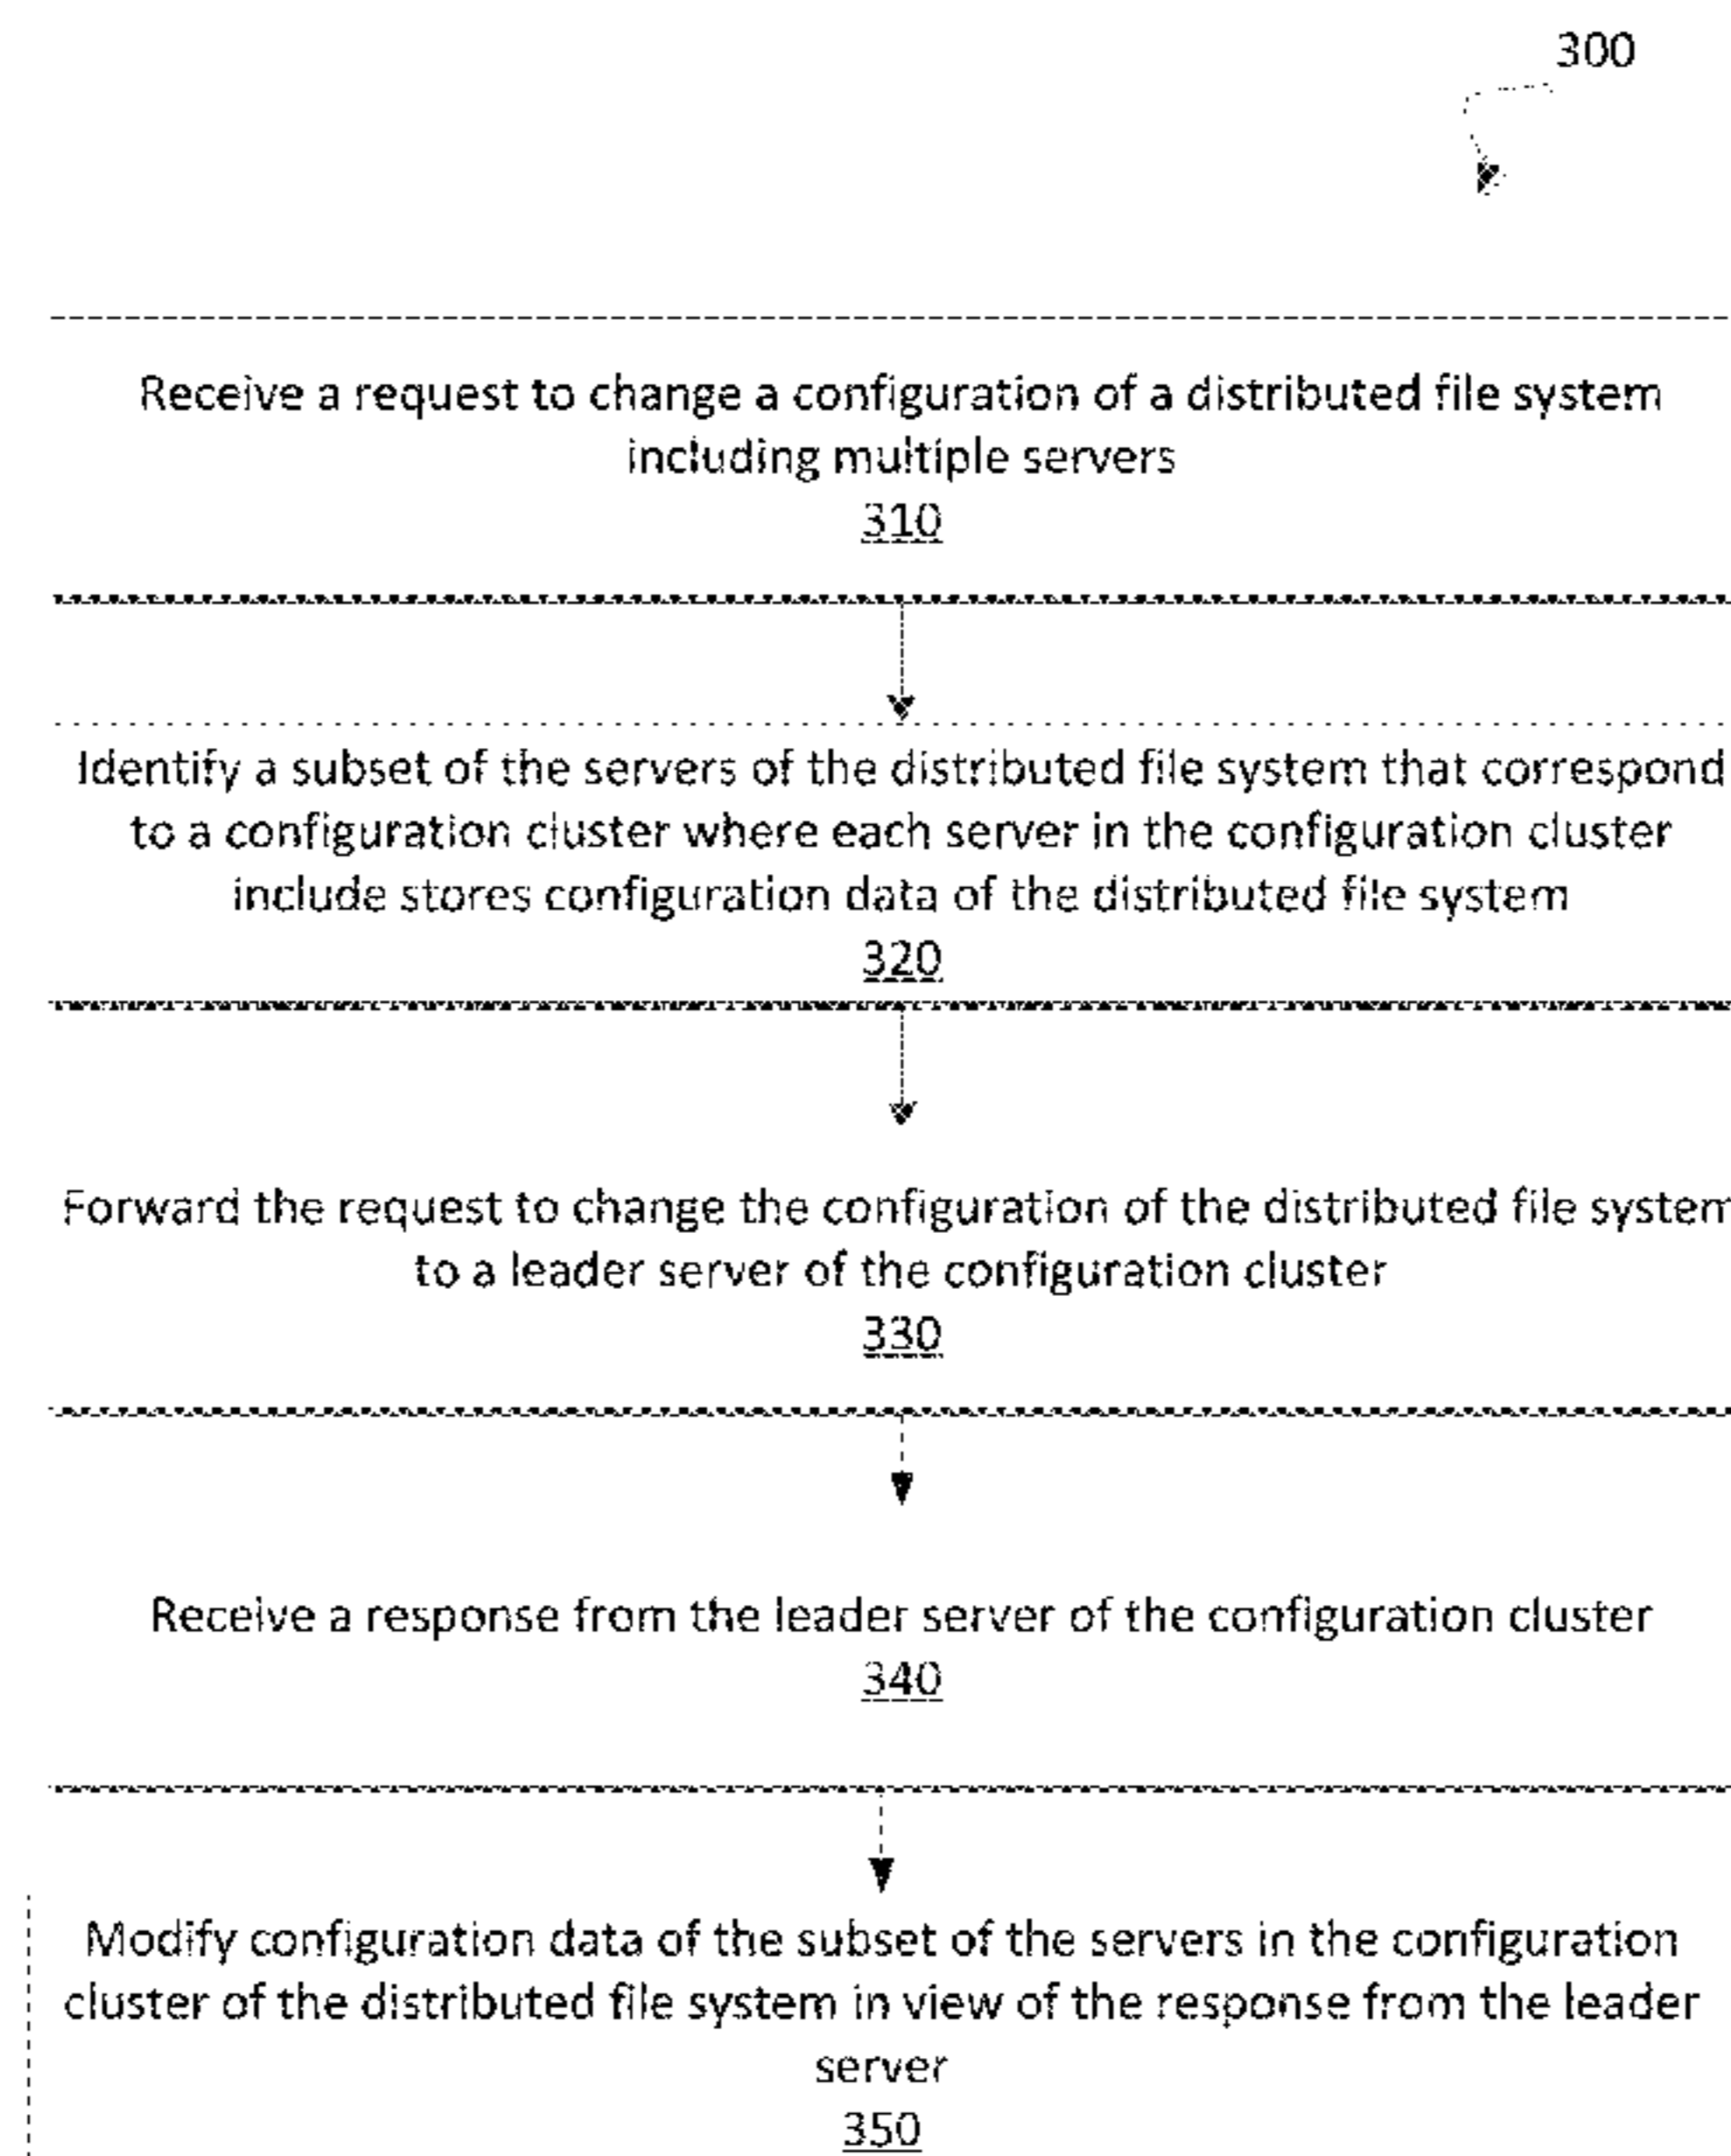 300
Receive a request to change a configuration of a distributed file system
including multiple servers
310
Identify a subset of the servers of the distributed file system that correspond
to a configuration cluster where each server in the configuration cluster
include stores configuration data of the distributed file system
320
Forward the request to change the configuration of the distributed file system
to a leader server of the configuration cluster
330
Receive a response from the leader server of the configuration cluster
340
Modify configuration data of the subset of the servers in the configuration
cluster of the distributed file system in view of the response from the leader
server
350